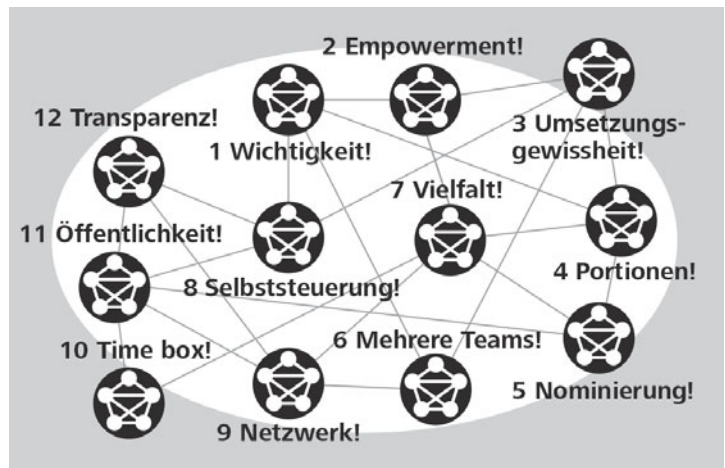 2 Empowerment!
12 Transparenz!
3 Umsetzungs-
gewissheit!
1 Wichtigkeit!
7 Vielfalt!
11 Öffentlichkeit!
4 Portionen!
8 Selbststeuerung!
6 Mehrere Teams!
10 Time box!
5 Nominierung!
9 Netzwerk!